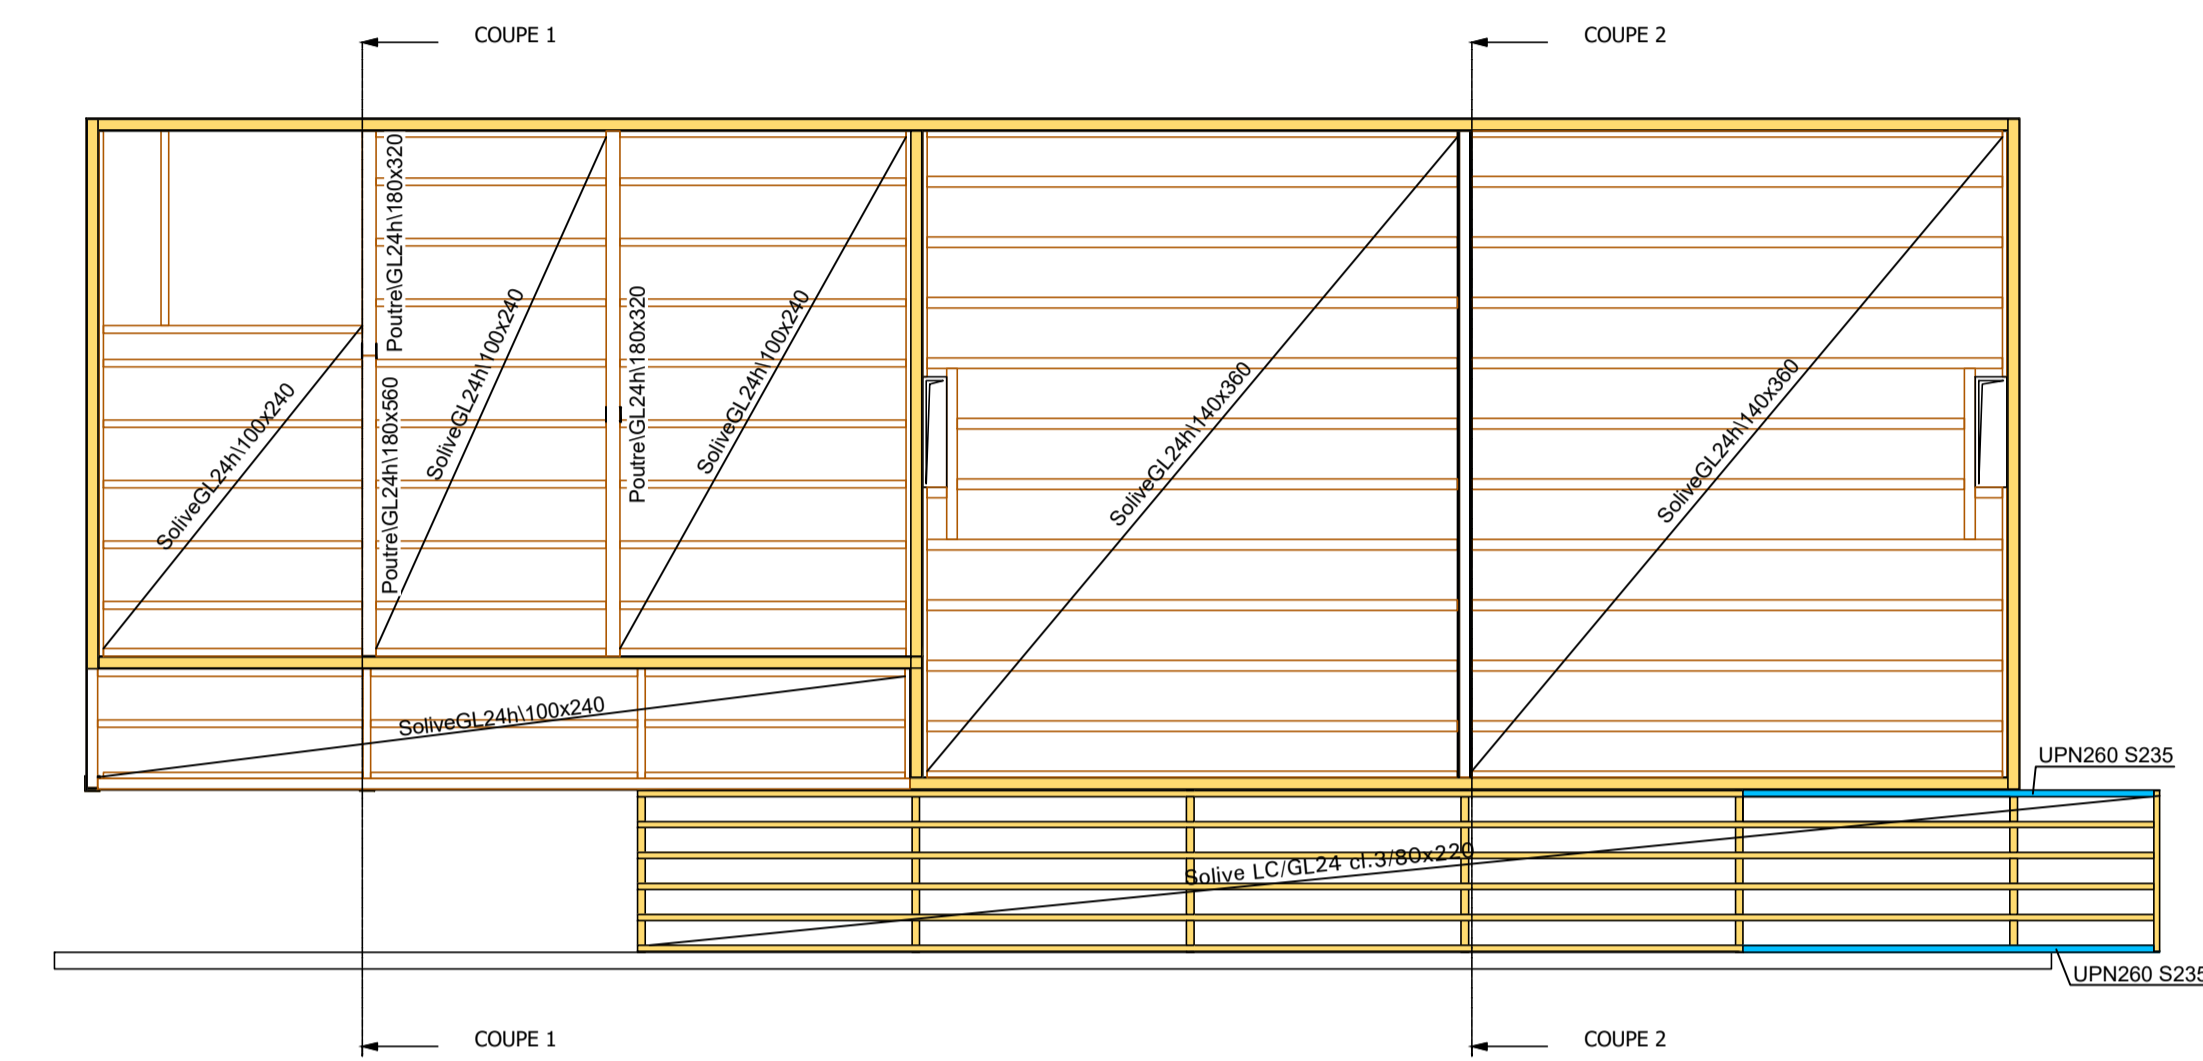 COUPE 1
COUPE 2
Poutre\GL24h\180x320
SoliveGL24h\100x240
Poutre\GL24h\180x320
SoliveGL24h\100x240
SoliveGL24h\140x360
SoliveGL24h\140x360
SoliveGL24h\100x240
Poutre\GL24h\180x560
SoliveGL24h\100x240
UPN260 S235
Solive LC/GL24 cl.3/80x220
UPN260 S235
COUPE 1
COUPE 2